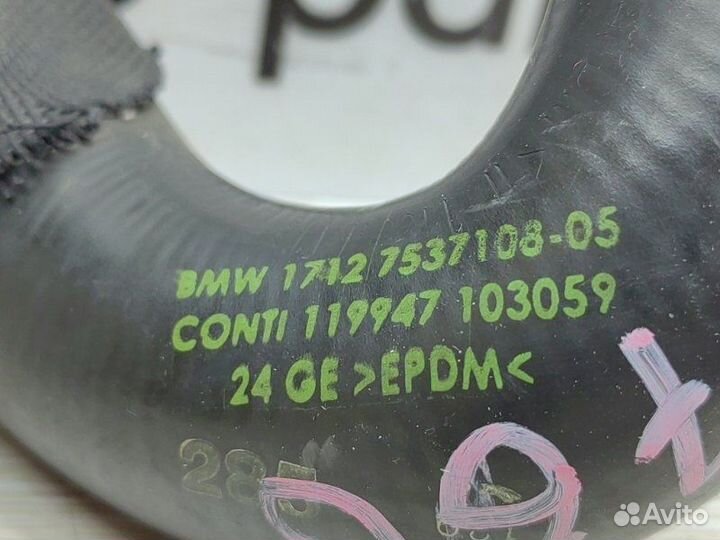 BMW 1712 7537108-05
CONTI 119947 103059
24 GE >EPDM<
285
Avito